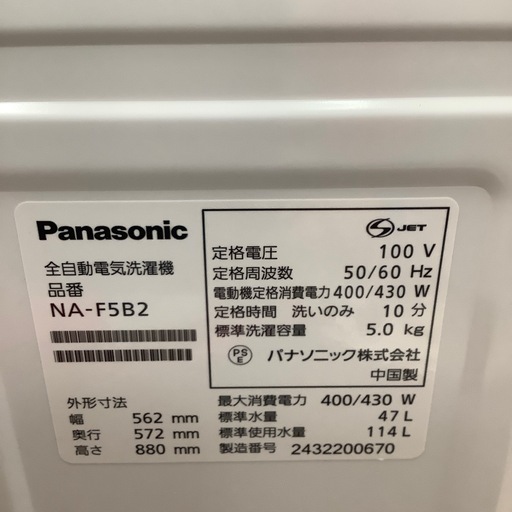 Panasonic
全自動電気洗濯機
品番
NA-F5B2
外形寸法
幅 562 mm
奥行 572 mm
高さ 880 mm
S JET
定格電圧 100 V
定格周波数 50/60 Hz
電動機定格消費電力 400/430 W
定格時間 洗いのみ 10 分
標準洗濯容量 5.0 kg
PSE パナソニック株式会社
中国製
最大消費電力 400/430 W
標準水量 47 L
標準使用水量 114 L
製造番号 2432200670